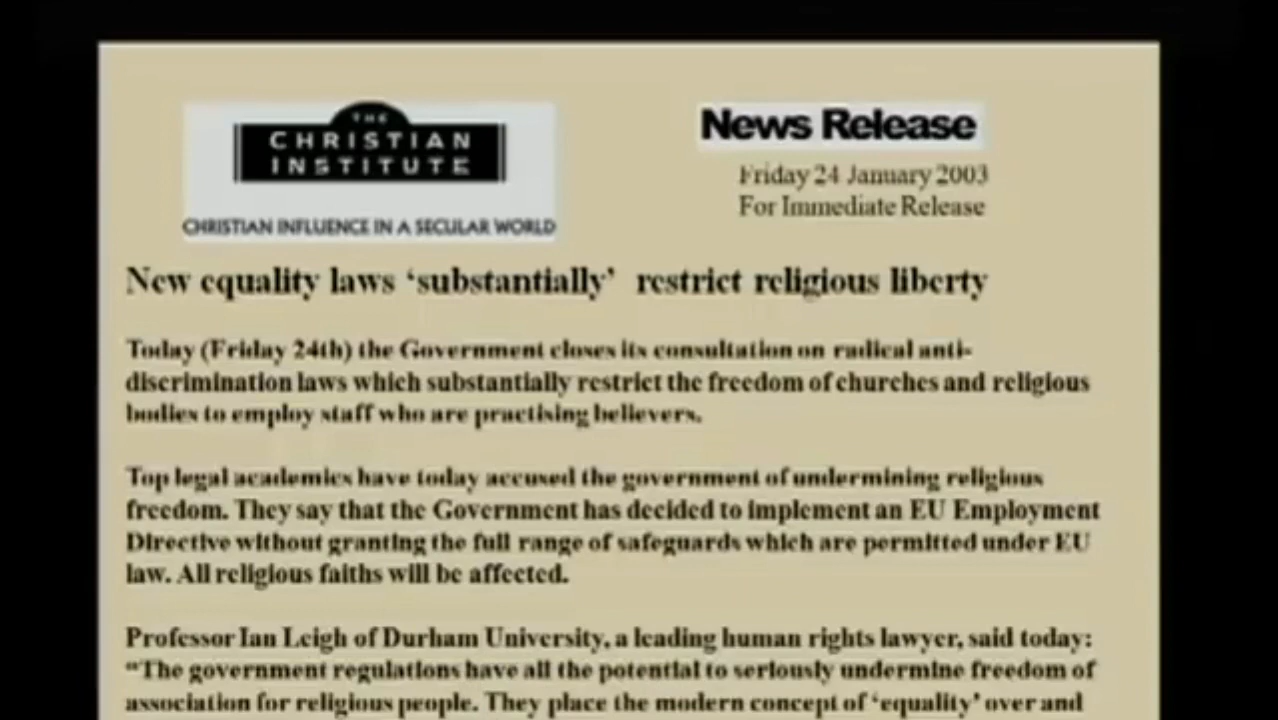 THE
CHRISTIAN
INSTITUTE
CHRISTIAN INFLUENCE IN A SECULAR WORLD
News Release
Friday 24 January 2003
For Immediate Release
New equality laws ‘substantially’ restrict religious liberty
Today (Friday 24th) the Government closes its consultation on radical anti-
discrimination laws which substantially restrict the freedom of churches and religious
bodies to employ staff who are practising believers.
Top legal academics have today accused the government of undermining religious
freedom. They say that the Government has decided to implement an EU Employment
Directive without granting the full range of safeguards which are permitted under EU
law. All religious faiths will be affected.
Professor Ian Leigh of Durham University, a leading human rights lawyer, said today:
“The government regulations have all the potential to seriously undermine freedom of
association for religious people. They place the modern concept of ‘equality’ over and